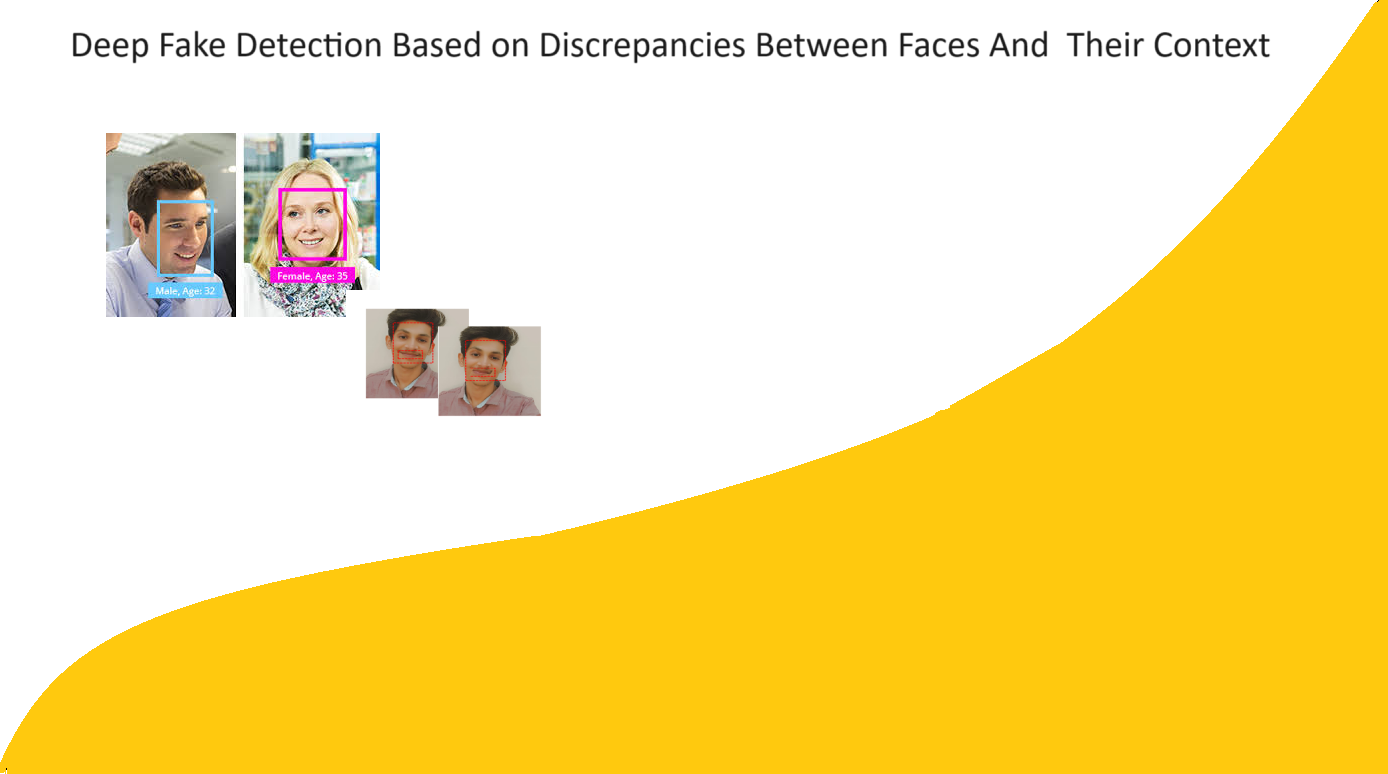 Deep Fake Detection Based on Discrepancies Between Faces And Their Context
Male, Age: 32
Female, Age: 35